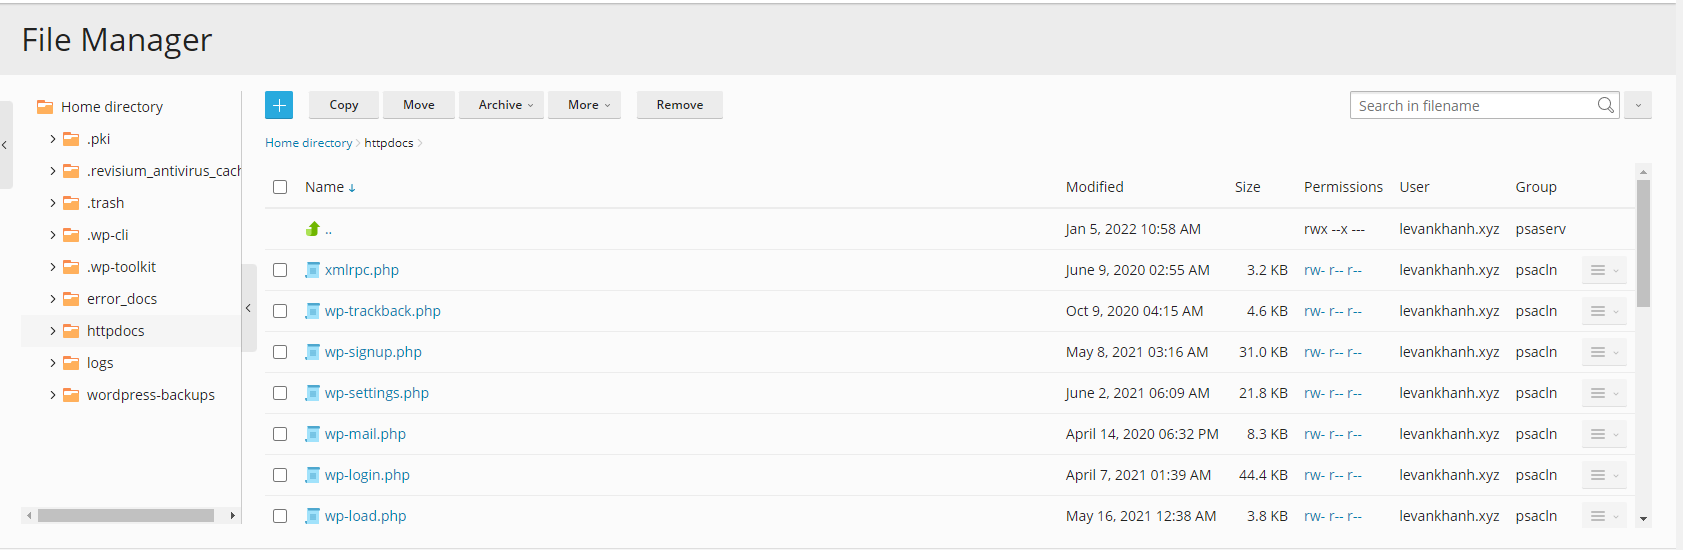 File Manager
Home directory
.pki
.revisium_antivirus_cach
.trash
.wp-cli
.wp-toolkit
error_docs
httpdocs
logs
wordpress-backups
+ Copy Move Archive More Remove Search in filename
Home directory > httpdocs >
Name ↓ Modified Size Permissions User Group
.. Jan 5, 2022 10:58 AM rwx --x --- levankhanh.xyz psaserv
xmlrpc.php June 9, 2020 02:55 AM 3.2 KB rw- r-- r-- levankhanh.xyz psacln
wp-trackback.php Oct 9, 2020 04:15 AM 4.6 KB rw- r-- r-- levankhanh.xyz psacln
wp-signup.php May 8, 2021 03:16 AM 31.0 KB rw- r-- r-- levankhanh.xyz psacln
wp-settings.php June 2, 2021 06:09 AM 21.8 KB rw- r-- r-- levankhanh.xyz psacln
wp-mail.php April 14, 2020 06:32 PM 8.3 KB rw- r-- r-- levankhanh.xyz psacln
wp-login.php April 7, 2021 01:39 AM 44.4 KB rw- r-- r-- levankhanh.xyz psacln
wp-load.php May 16, 2021 12:38 AM 3.8 KB rw- r-- r-- levankhanh.xyz psacln